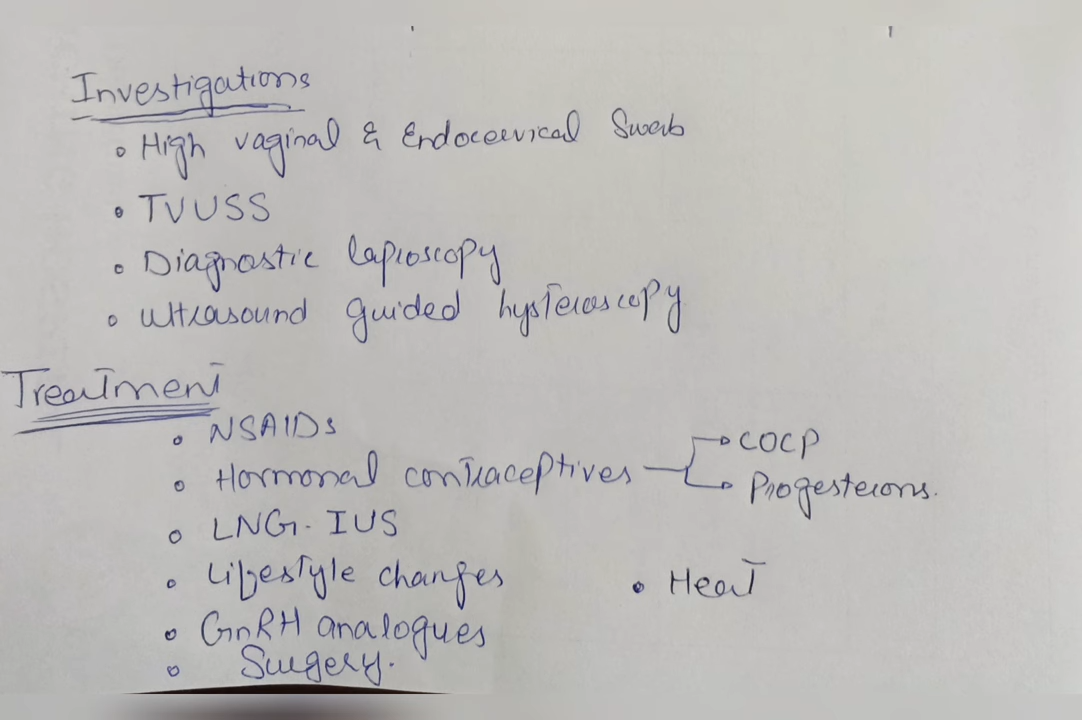 Investigations
• High vaginal & Endocervical Swab
• TVUSS
• Diagnostic laproscopy
• Ultrasound guided hysteroscopy
Treatment
• NSAIDs
• Hormonal contraceptives → COCP
→ Progesterons.
• LNG-IUS
• Lifestyle changes • Heat
• GnRH analogues
• Surgery.